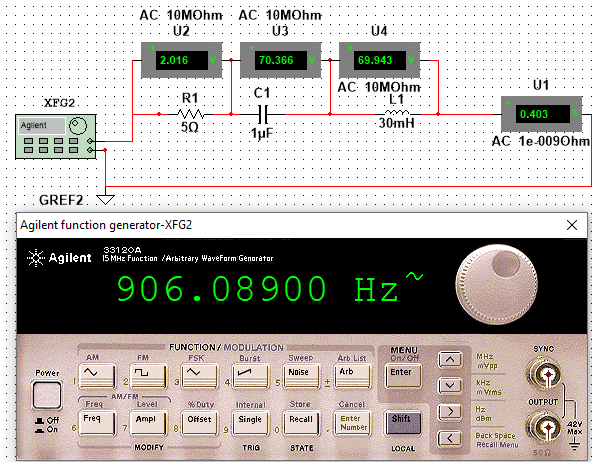 AC 10MOhm AC 10MOhm
U2 U3 U4
2.016 V 70.366 V 69.943 V
AC 10MOhm
XFG2 R1 C1 L1
Agilent
5Ω 1µF 30mH
U1
0.403
AC 1e-009Ohm
GREF2
Agilent function generator-XFG2
Agilent 33120A
15 MHz Function /Arbitrary WaveForm Generator
906.08900 Hz
FUNCTION / MODULATION
AM FM FSK Burst Sweep Arb List
1 2 3 4 5 Noise ± Arb
MENU
On/Off
Enter
MHz
mVpp
kHz
mVrms
Hz
dBm
Back Space
Recall Menu
SYNC
OUTPUT
42V
Max
50Ω
Power
Off
On
AM/FM
Freq Level % Duty Internal Store Cancel
6 Freq 7 Ampl 8 Offset 9 Single 0 Recall . Enter Number Shift
MODIFY TRIG STATE LOCAL